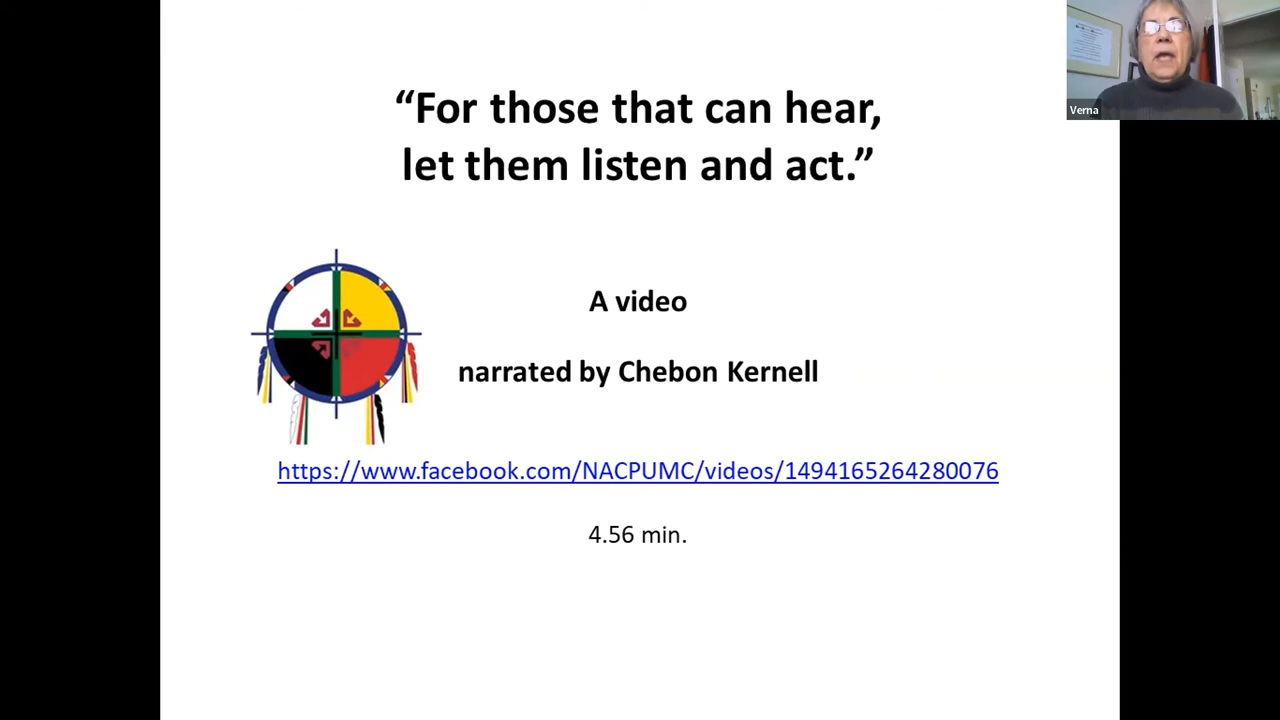 “For those that can hear,
let them listen and act.”
A video
narrated by Chebon Kernell
https://www.facebook.com/NACPUMC/videos/1494165264280076
4.56 min.
Verna